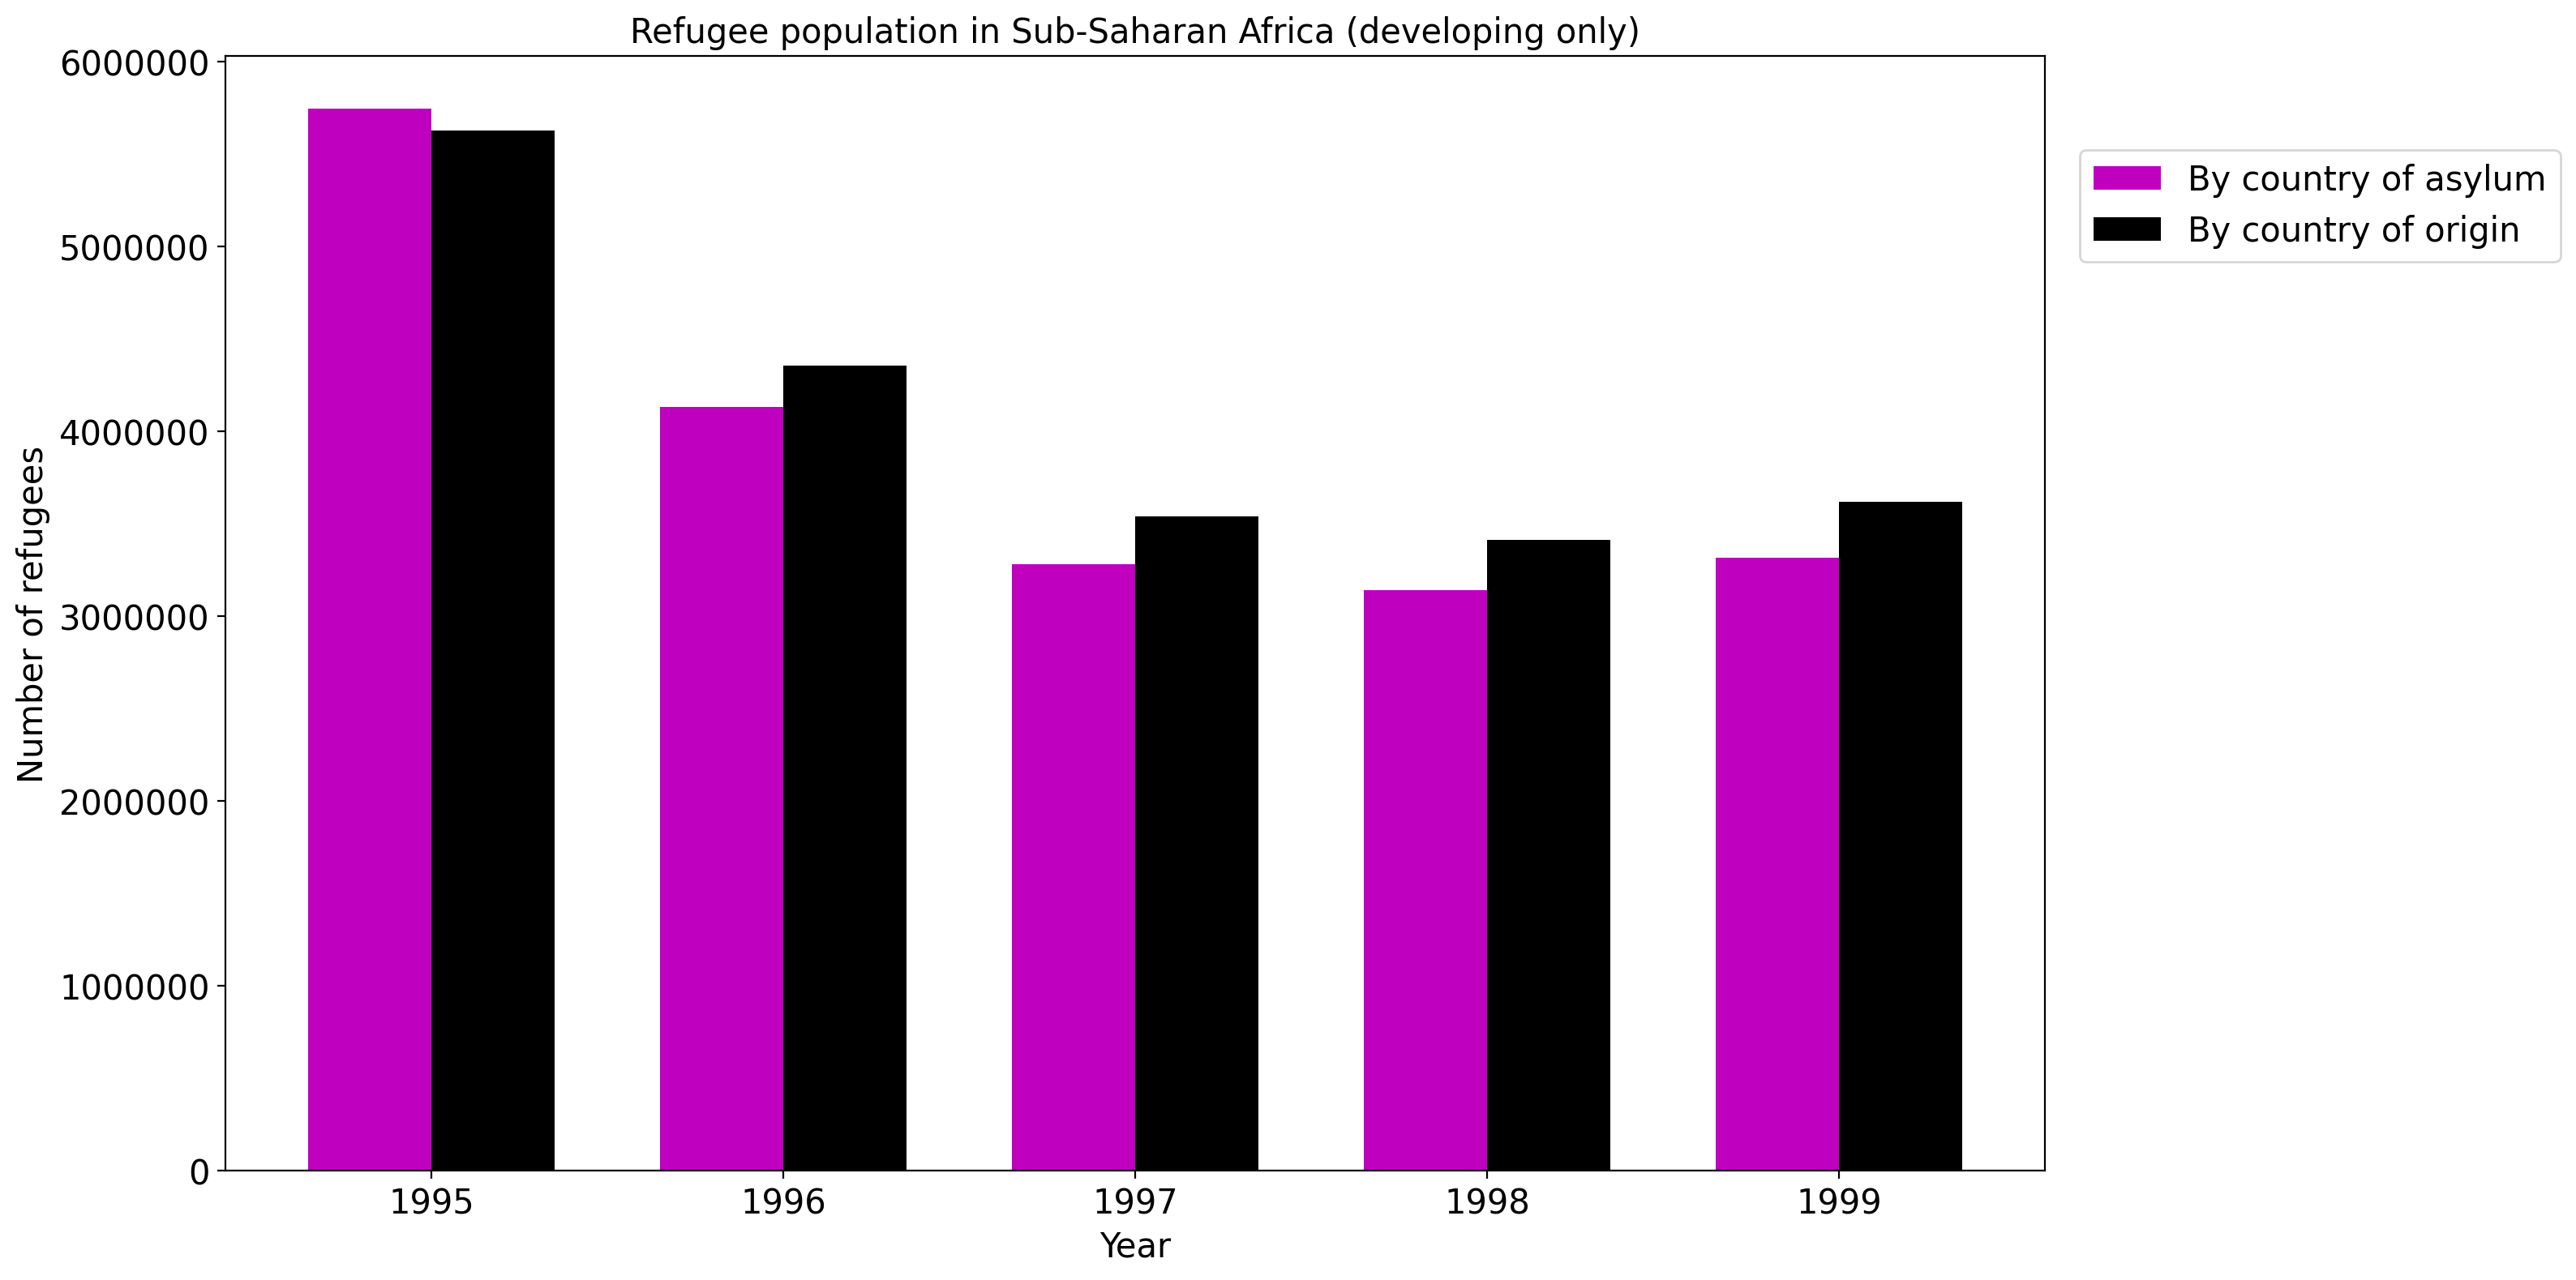 Refugee population in Sub-Saharan Africa (developing only)
6000000
5000000
4000000
3000000
2000000
1000000
0
Number of refugees
1995 1996 1997 1998 1999
Year
By country of asylum
By country of origin